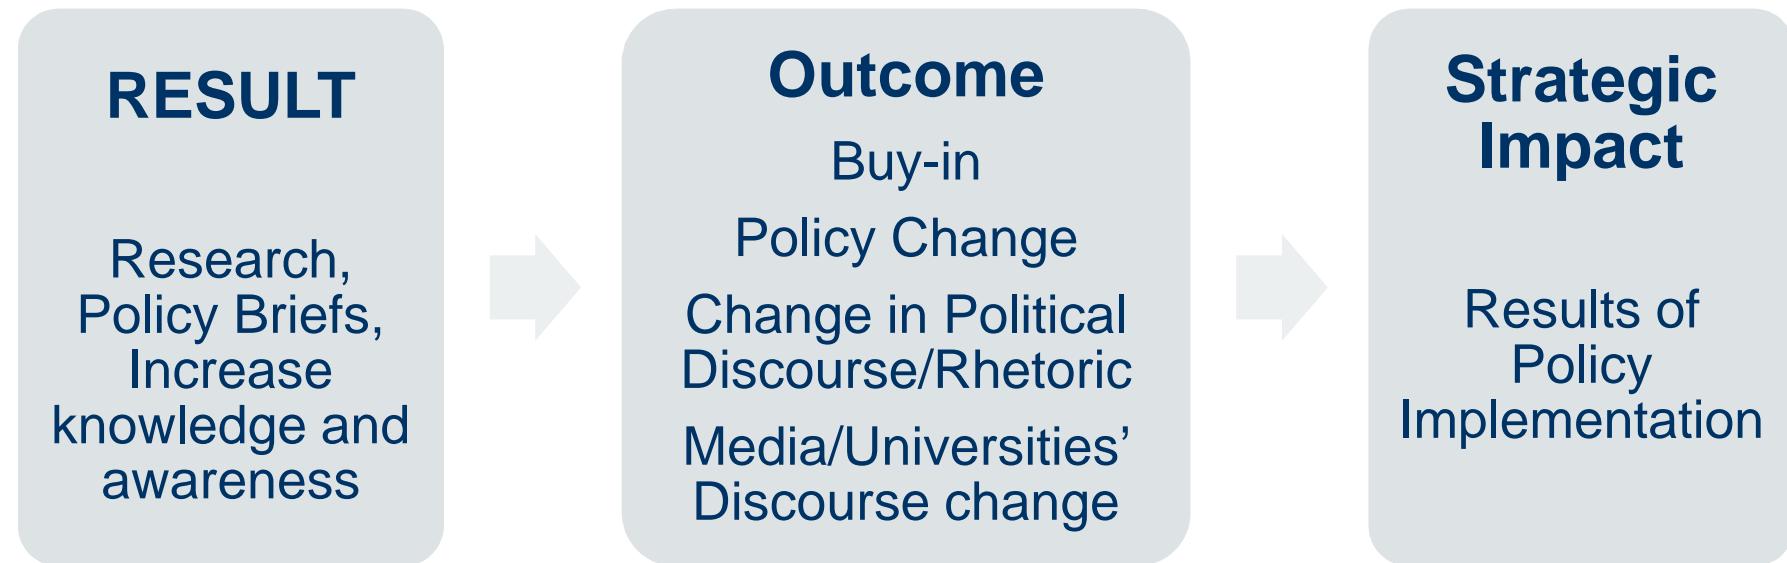 RESULT
Research,
Policy Briefs,
Increase
knowledge and
awareness
Outcome
Buy-in
Policy Change
Change in Political
Discourse/Rhetoric
Media/Universities’
Discourse change
Strategic
Impact
Results of
Policy
Implementation